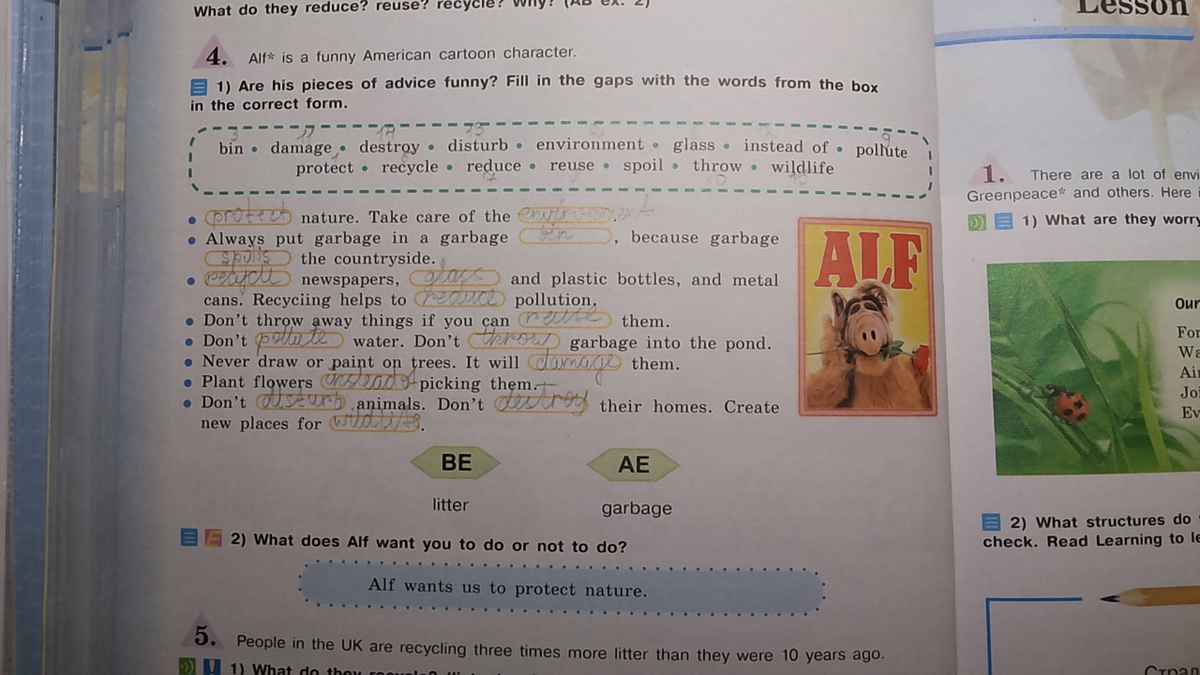 What do they reduce? reuse? recycle? Why? (AB ex. 2)
4. Alf* is a funny American cartoon character.
1) Are his pieces of advice funny? Fill in the gaps with the words from the box
in the correct form.
bin • damage • destroy • disturb • environment • glass • instead of • pollute
protect • recycle • reduce • reuse • spoil • throw • wildlife
• protect nature. Take care of the environment.
• Always put garbage in a garbage bin, because garbage
spoils the countryside.
• recycle newspapers, glass and plastic bottles, and metal
cans. Recycling helps to reduce pollution.
• Don't throw away things if you can reuse them.
• Don't pollute water. Don't throw garbage into the pond.
• Never draw or paint on trees. It will damage them.
• Plant flowers instead of picking them.
• Don't disturb animals. Don't destroy their homes. Create
new places for wildlife.
ALF
BE
AE
litter
garbage
2) What does Alf want you to do or not to do?
Alf wants us to protect nature.
5. People in the UK are recycling three times more litter than they were 10 years ago.
1) What do they recycle?
Lesson
1. There are a lot of envi
Greenpeace* and others. Here
1) What are they worry
Our
For
Wa
Air
Joi
Ev
2) What structures do
check. Read Learning to le
Страл